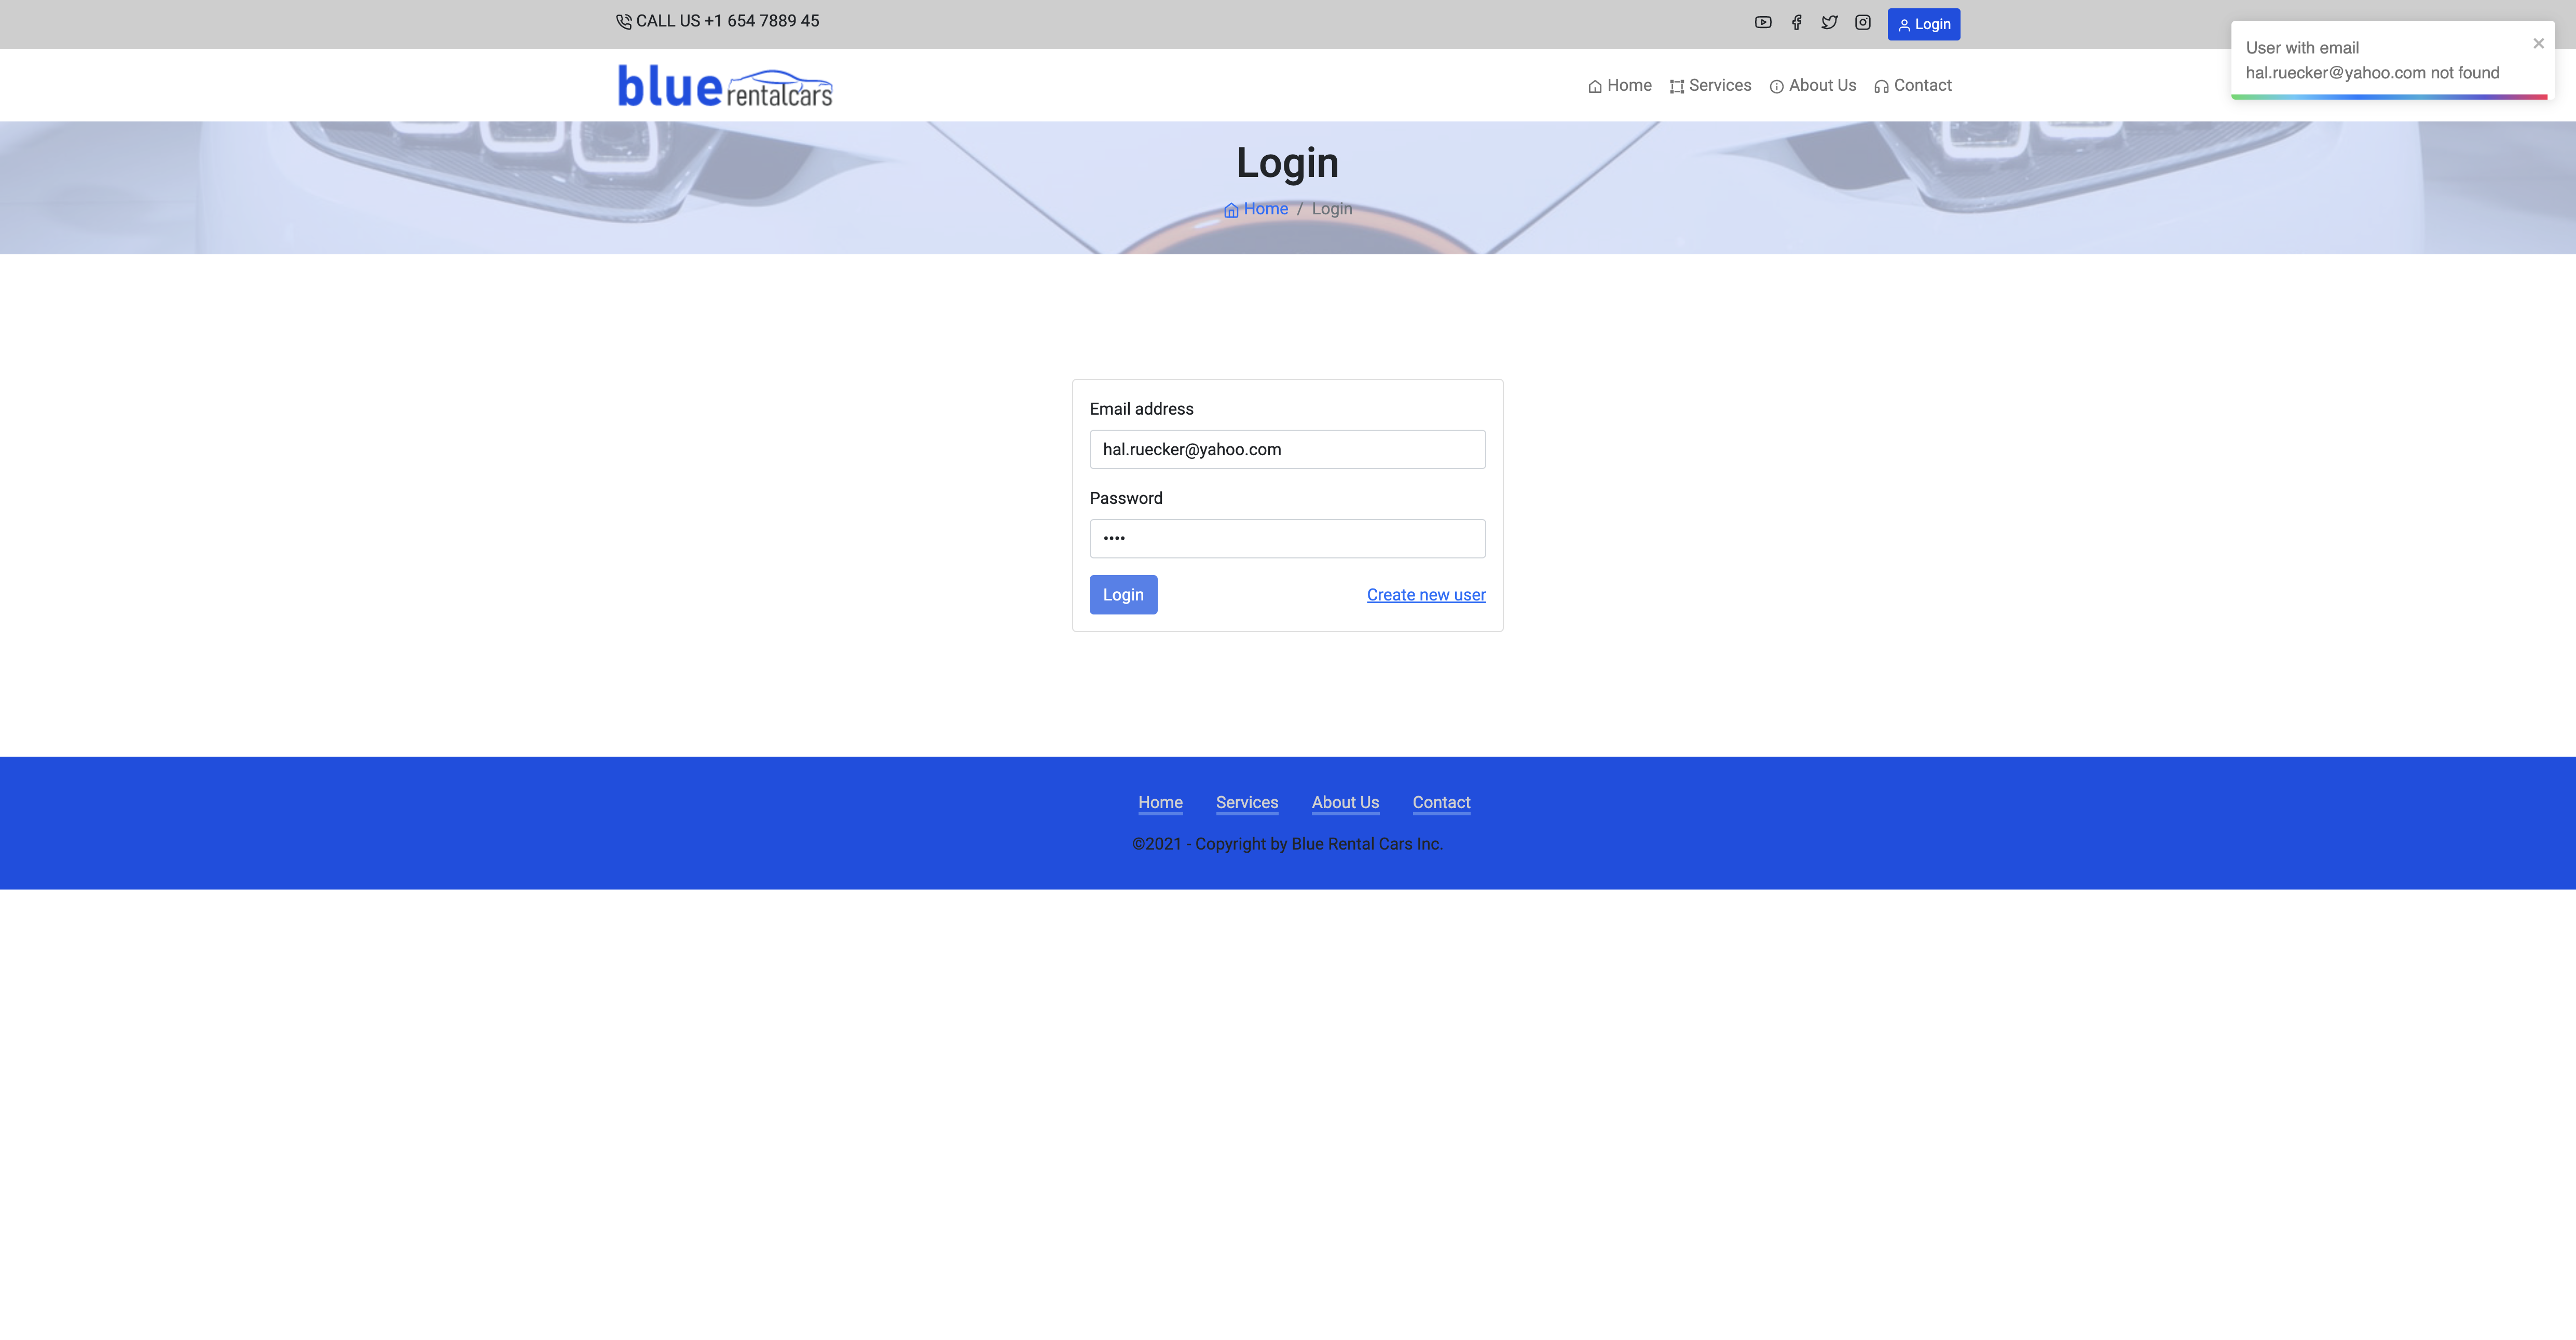 CALL US +1 654 7889 45
Login
User with email
hal.ruecker@yahoo.com not found
blue rentalcars
Home Services About Us Contact
Login
Home / Login
Email address
hal.ruecker@yahoo.com
Password
••••
Login Create new user
Home Services About Us Contact
©2021 - Copyright by Blue Rental Cars Inc.